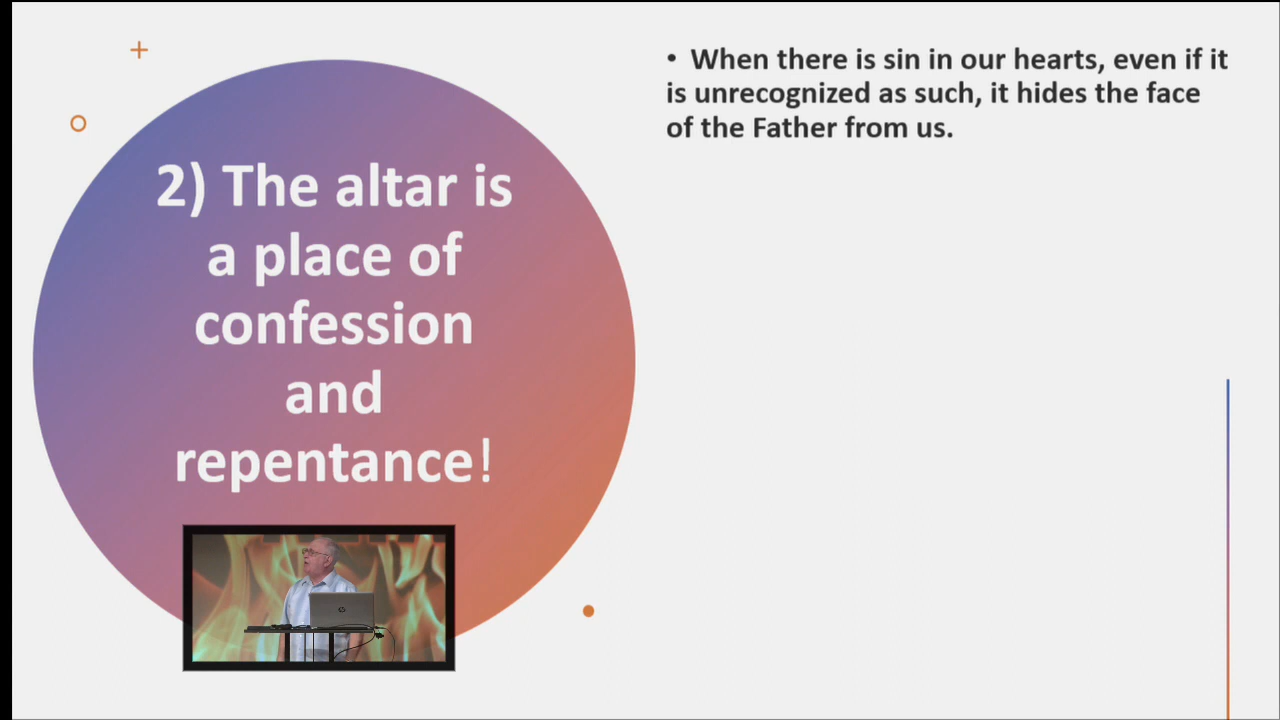 2) The altar is
a place of
confession
and
repentance!
• When there is sin in our hearts, even if it
is unrecognized as such, it hides the face
of the Father from us.